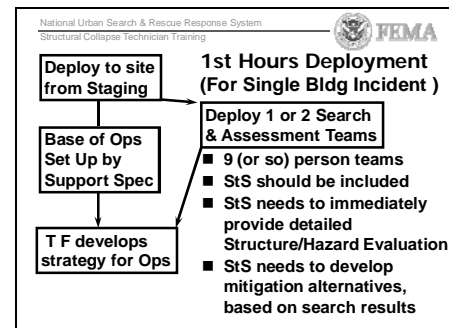 National Urban Search & Rescue Response System
Structural Collapse Technician Training
FEMA
1st Hours Deployment
(For Single Bldg Incident )
Deploy to site
from Staging
Base of Ops
Set Up by
Support Spec
T F develops
strategy for Ops
Deploy 1 or 2 Search
& Assessment Teams
■ 9 (or so) person teams
■ StS should be included
■ StS needs to immediately
provide detailed
Structure/Hazard Evaluation
■ StS needs to develop
mitigation alternatives,
based on search results